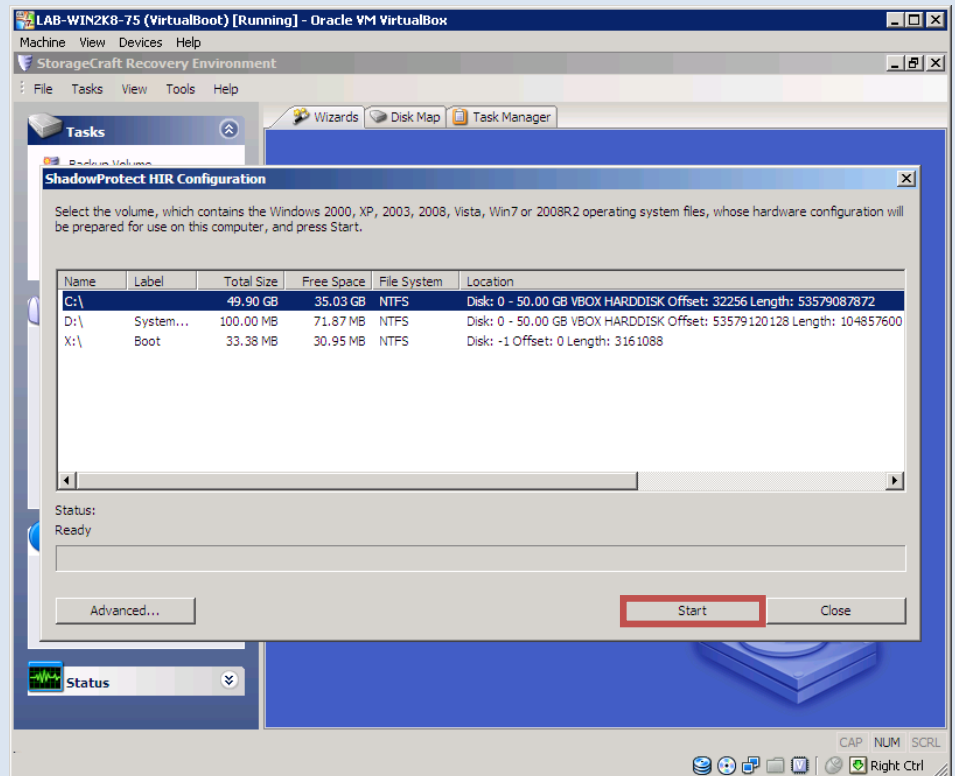 LAB-WIN2K8-75 (VirtualBoot) [Running] - Oracle VM VirtualBox
Machine View Devices Help
StorageCraft Recovery Environment
File Tasks View Tools Help
Wizards Disk Map Task Manager
Tasks
Backup Volume
ShadowProtect HIR Configuration
Select the volume, which contains the Windows 2000, XP, 2003, 2008, Vista, Win7 or 2008R2 operating system files, whose hardware configuration will
be prepared for use on this computer, and press Start.
Name Label Total Size Free Space File System Location
C:\ 49.90 GB 35.03 GB NTFS Disk: 0 - 50.00 GB VBOX HARDDISK Offset: 32256 Length: 53579087872
D:\ System... 100.00 MB 71.87 MB NTFS Disk: 0 - 50.00 GB VBOX HARDDISK Offset: 53579120128 Length: 104857600
X:\ Boot 33.38 MB 30.95 MB NTFS Disk: -1 Offset: 0 Length: 3161088
Status:
Ready
Advanced... Start Close
Status
CAP NUM SCRL
Right Ctrl